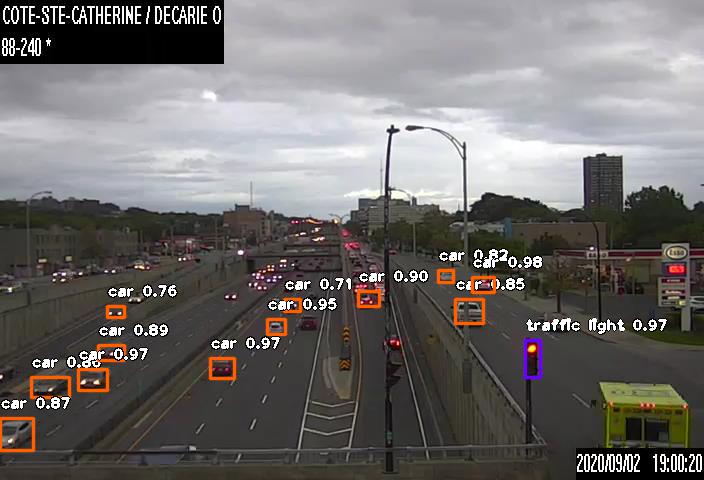 COTE-STE-CATHERINE / DECARIE O
88-240 *
car 0.82
car 0.98
car 0.76
car 0.71
car 0.90
car 0.85
car 0.95
traffic light 0.97
car 0.89
car 0.97
car 0.97
car 0.87
Esso
2020/09/02 19:00:20